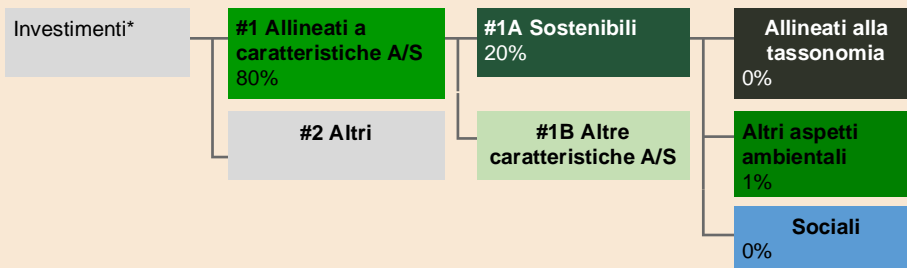 Investimenti*
#1 Allineati a
caratteristiche A/S
80%
#2 Altri
#1A Sostenibili
20%
#1B Altre
caratteristiche A/S
Allineati alla
tassonomia
0%
Altri aspetti
ambientali
1%
Sociali
0%